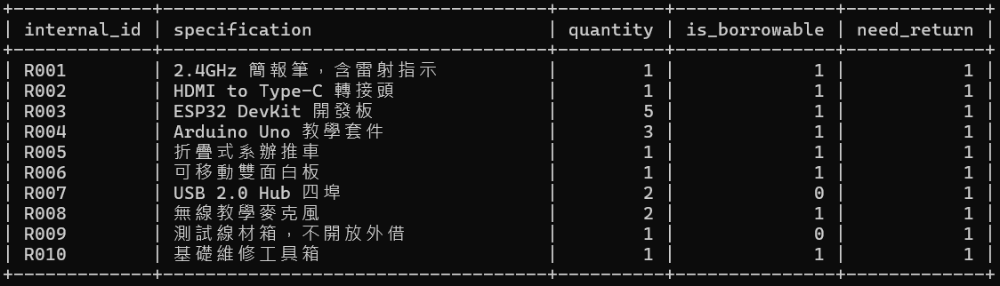 +-------------+------------------------------------+----------+---------------+-------------+
| internal_id | specification                      | quantity | is_borrowable | need_return |
+-------------+------------------------------------+----------+---------------+-------------+
| R001        | 2.4GHz 簡報筆，含雷射指示          |        1 |             1 |           1 |
| R002        | HDMI to Type-C 轉接頭              |        1 |             1 |           1 |
| R003        | ESP32 DevKit 開發板                |        5 |             1 |           1 |
| R004        | Arduino Uno 教學套件               |        3 |             1 |           1 |
| R005        | 折疊式系辦推車                     |        1 |             1 |           1 |
| R006        | 可移動雙面白板                     |        1 |             1 |           1 |
| R007        | USB 2.0 Hub 四埠                   |        2 |             0 |           1 |
| R008        | 無線教學麥克風                     |        2 |             1 |           1 |
| R009        | 測試線材箱，不開放外借             |        1 |             0 |           1 |
| R010        | 基礎維修工具箱                     |        1 |             1 |           1 |
+-------------+------------------------------------+----------+---------------+-------------+